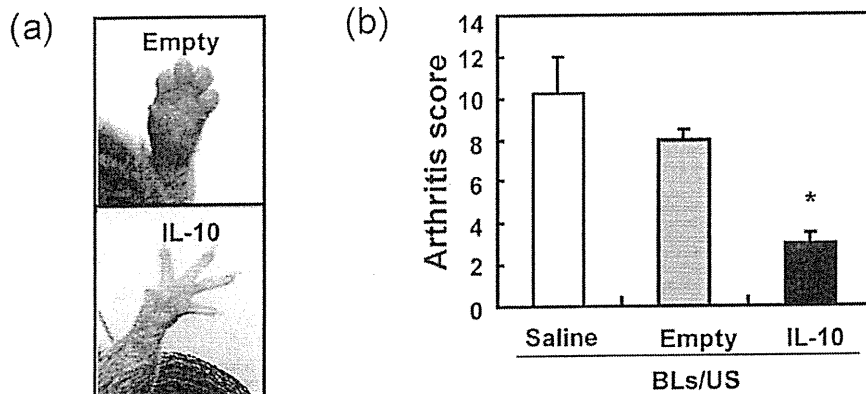 (a)
Empty
IL-10
(b)
Arthritis score
14
12
10
8
6
4
2
0
*
Saline Empty IL-10
BLs/US